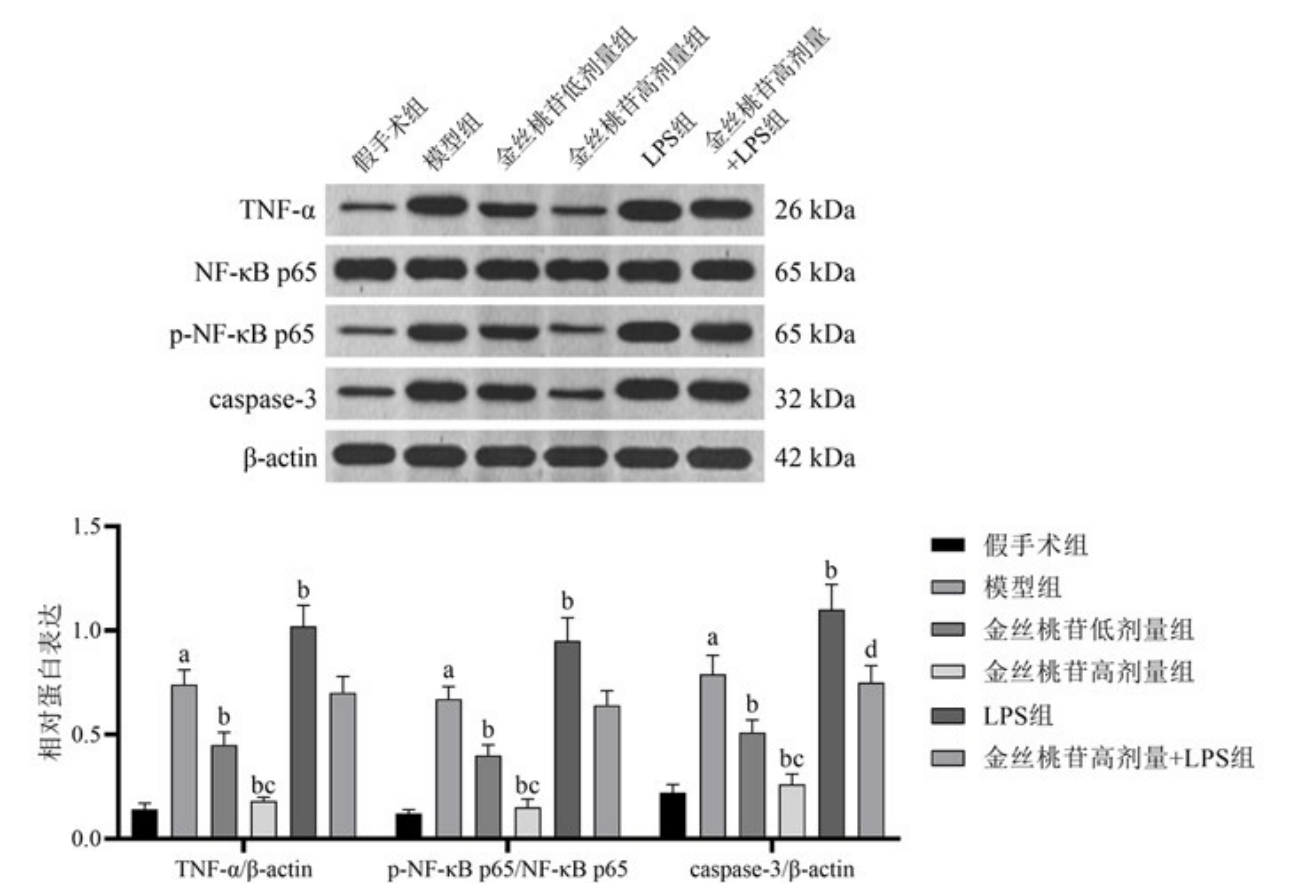 假手术组
模型组
金丝桃苷低剂量组
金丝桃苷高剂量组
LPS组
金丝桃苷高剂量
+LPS组
TNF-α 26 kDa
NF-κB p65 65 kDa
p-NF-κB p65 65 kDa
caspase-3 32 kDa
β-actin 42 kDa
相对蛋白表达
1.5
1.0
0.5
0.0
a
b
bc
b
a
b
bc
b
a
b
bc
b
d
TNF-α/β-actin
p-NF-κB p65/NF-κB p65
caspase-3/β-actin
假手术组
模型组
金丝桃苷低剂量组
金丝桃苷高剂量组
LPS组
金丝桃苷高剂量+LPS组